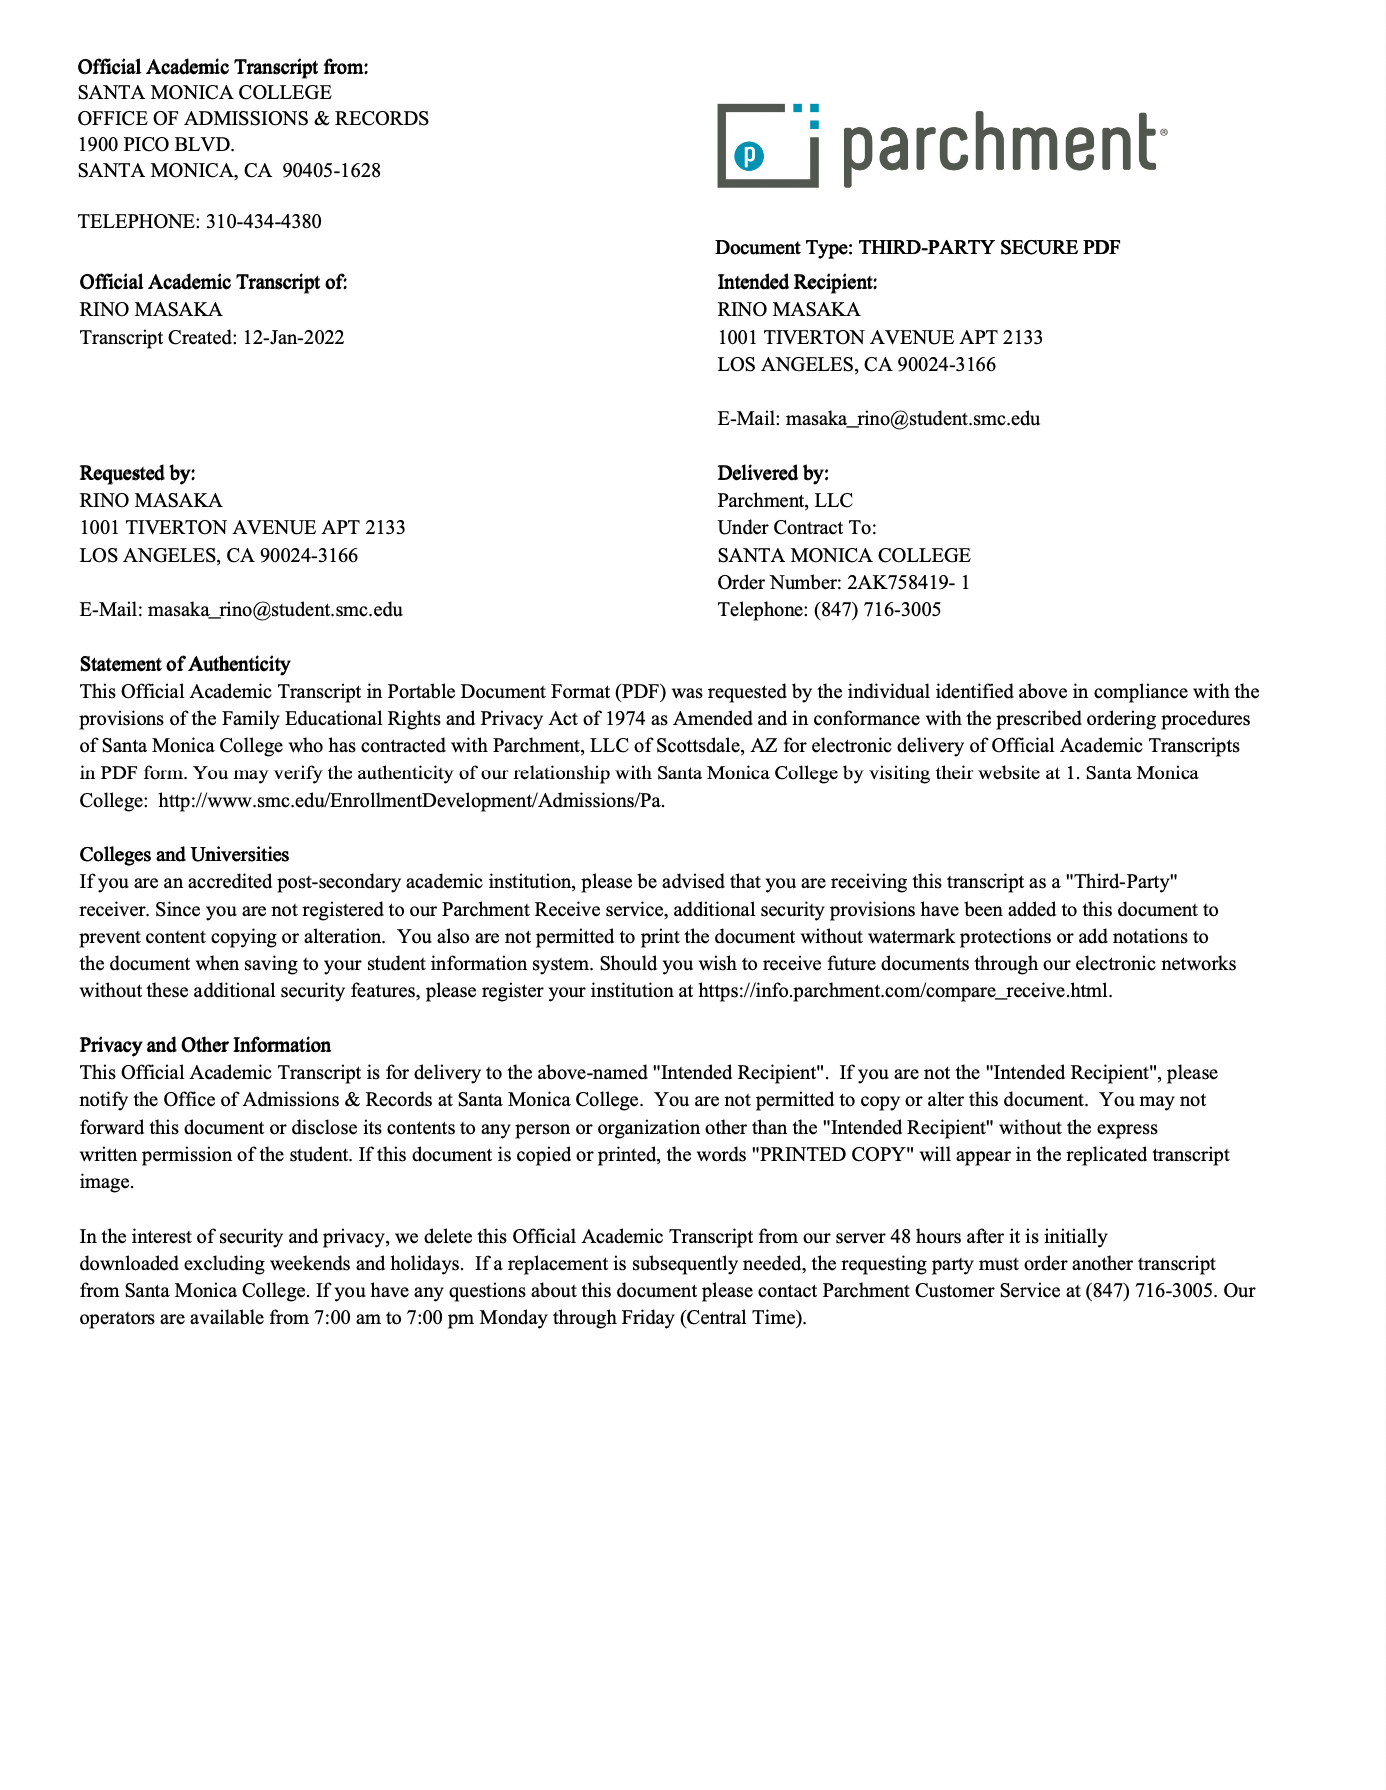 Official Academic Transcript from:
SANTA MONICA COLLEGE
OFFICE OF ADMISSIONS & RECORDS
1900 PICO BLVD.
SANTA MONICA, CA  90405-1628
TELEPHONE: 310-434-4380
p parchment®
Document Type: THIRD-PARTY SECURE PDF
Official Academic Transcript of:
RINO MASAKA
Transcript Created: 12-Jan-2022
Intended Recipient:
RINO MASAKA
1001 TIVERTON AVENUE APT 2133
LOS ANGELES, CA 90024-3166
E-Mail: masaka_rino@student.smc.edu
Requested by:
RINO MASAKA
1001 TIVERTON AVENUE APT 2133
LOS ANGELES, CA 90024-3166
E-Mail: masaka_rino@student.smc.edu
Delivered by:
Parchment, LLC
Under Contract To:
SANTA MONICA COLLEGE
Order Number: 2AK758419- 1
Telephone: (847) 716-3005
Statement of Authenticity
This Official Academic Transcript in Portable Document Format (PDF) was requested by the individual identified above in compliance with the
provisions of the Family Educational Rights and Privacy Act of 1974 as Amended and in conformance with the prescribed ordering procedures
of Santa Monica College who has contracted with Parchment, LLC of Scottsdale, AZ for electronic delivery of Official Academic Transcripts
in PDF form. You may verify the authenticity of our relationship with Santa Monica College by visiting their website at 1. Santa Monica
College:  http://www.smc.edu/EnrollmentDevelopment/Admissions/Pa.
Colleges and Universities
If you are an accredited post-secondary academic institution, please be advised that you are receiving this transcript as a "Third-Party"
receiver. Since you are not registered to our Parchment Receive service, additional security provisions have been added to this document to
prevent content copying or alteration.  You also are not permitted to print the document without watermark protections or add notations to
the document when saving to your student information system. Should you wish to receive future documents through our electronic networks
without these additional security features, please register your institution at https://info.parchment.com/compare_receive.html.
Privacy and Other Information
This Official Academic Transcript is for delivery to the above-named "Intended Recipient".  If you are not the "Intended Recipient", please
notify the Office of Admissions & Records at Santa Monica College.  You are not permitted to copy or alter this document.  You may not
forward this document or disclose its contents to any person or organization other than the "Intended Recipient" without the express
written permission of the student. If this document is copied or printed, the words "PRINTED COPY" will appear in the replicated transcript
image.
In the interest of security and privacy, we delete this Official Academic Transcript from our server 48 hours after it is initially
downloaded excluding weekends and holidays.  If a replacement is subsequently needed, the requesting party must order another transcript
from Santa Monica College. If you have any questions about this document please contact Parchment Customer Service at (847) 716-3005. Our
operators are available from 7:00 am to 7:00 pm Monday through Friday (Central Time).